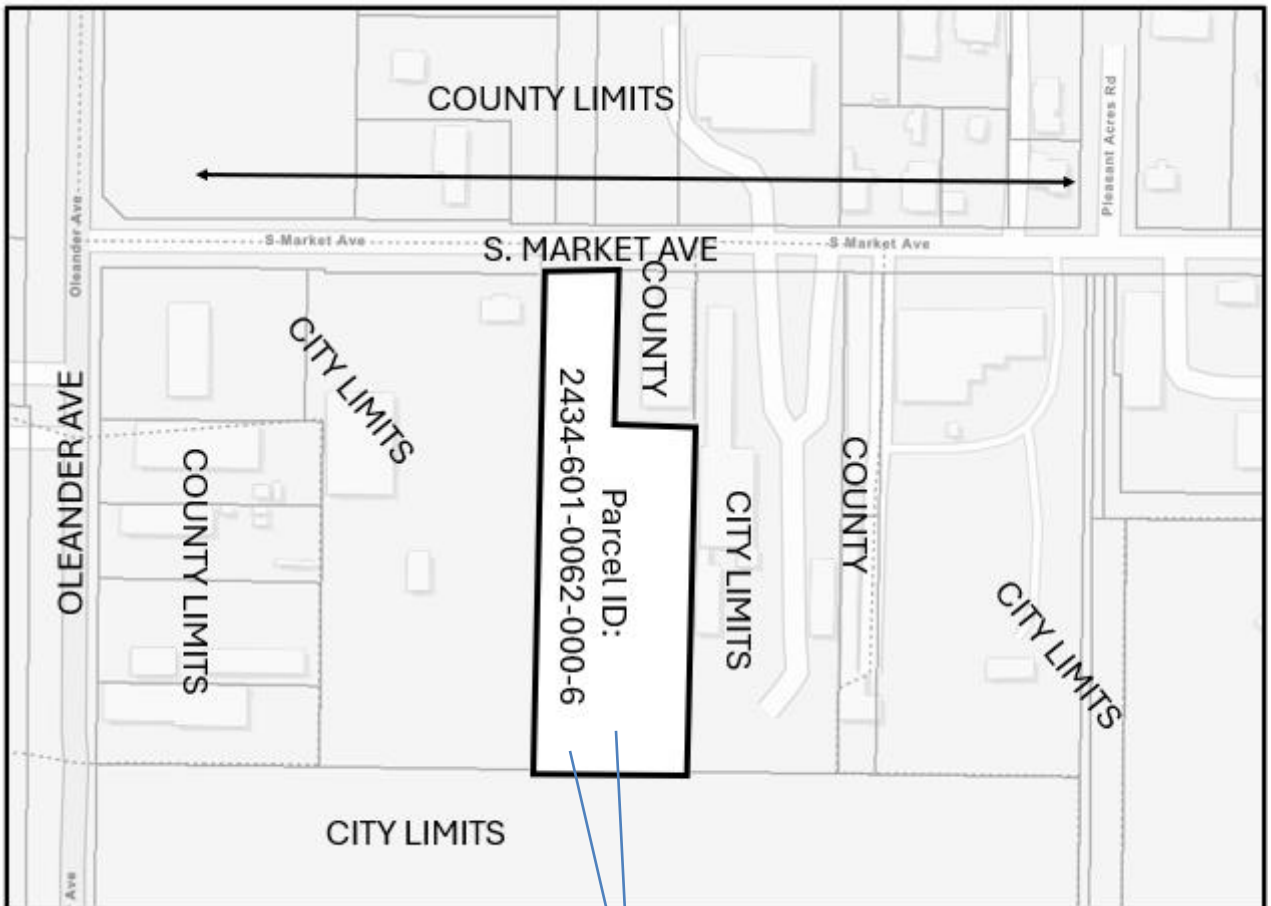 COUNTY LIMITS
Pleasant Acres Rd
Oleander Ave
S Market Ave
S. MARKET AVE
S Market Ave
COUNTY
CITY LIMITS
OLEANDER AVE
COUNTY LIMITS
Parcel ID:
2434-601-0062-000-6
CITY LIMITS
COUNTY
CITY LIMITS
CITY LIMITS
Ave